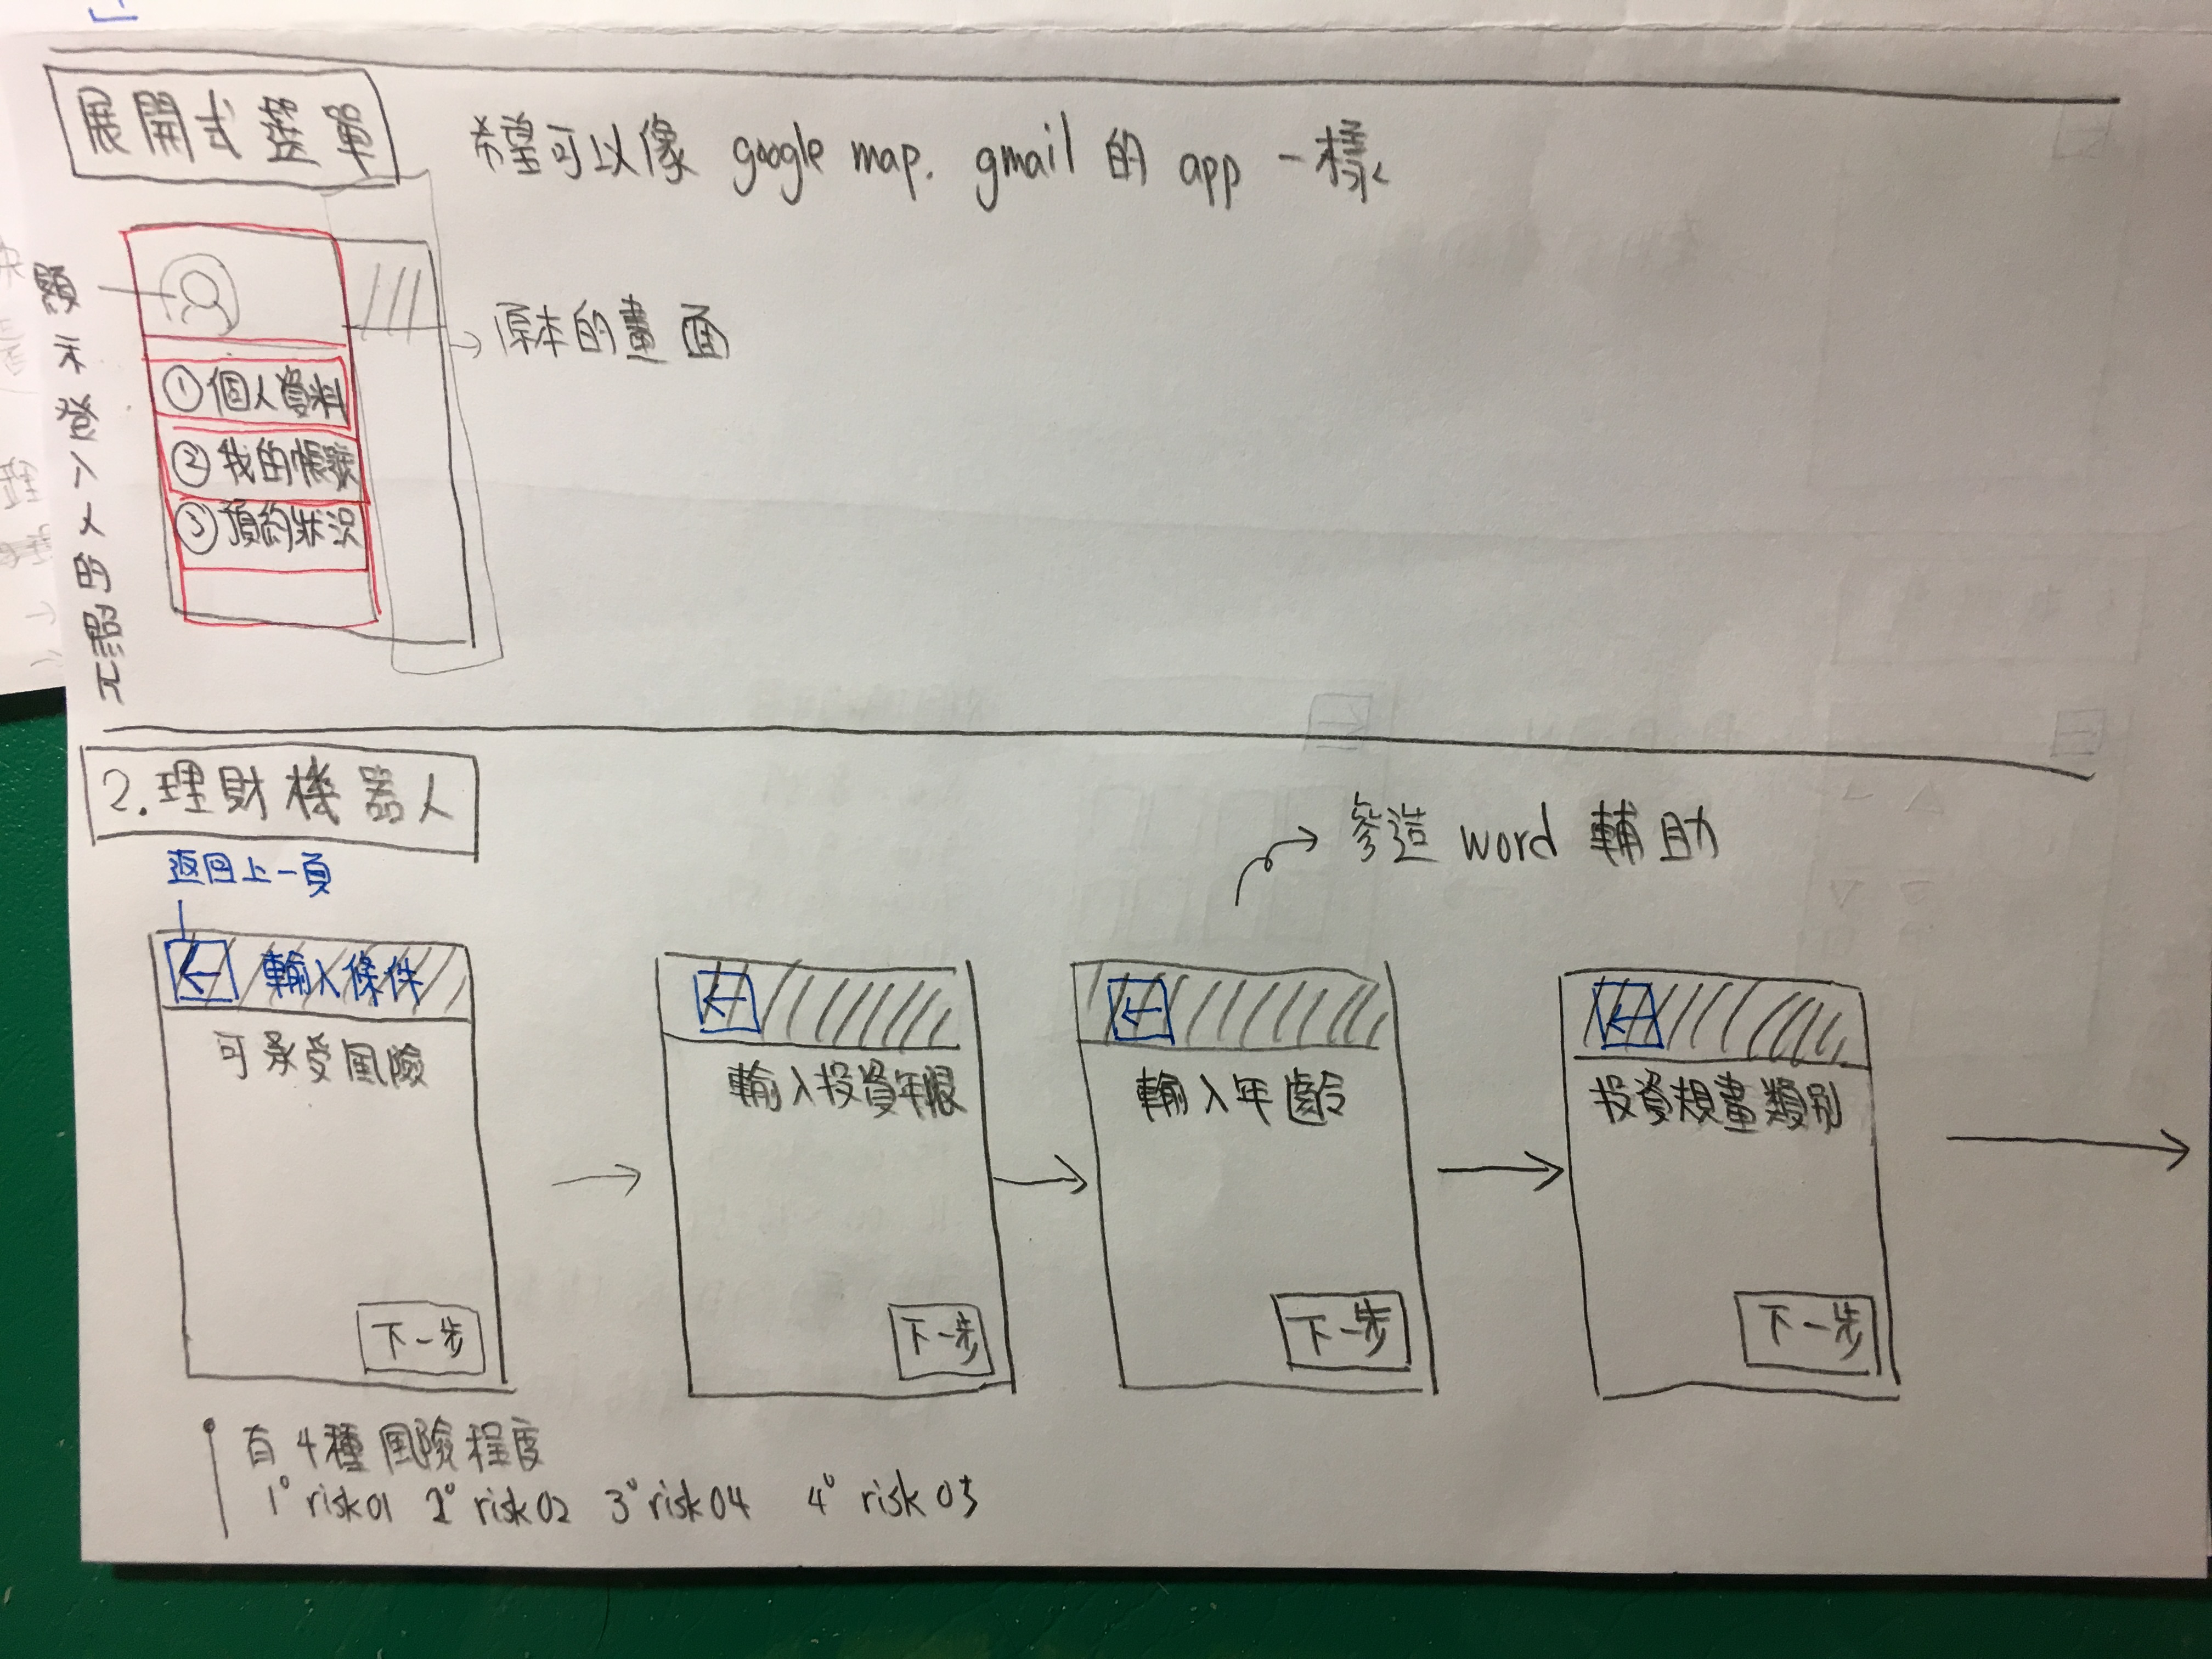 展開式選單
希望可以像 google map. gmail 的 app 一樣
顯示登入人的照片
原本的畫面
①個人資料
②我的帳號
③預約狀況
2.理財機器人
參造 word 輔助
返回上一頁
← 輸入條件
可承受風險
下一步
←
輸入投資年限
下一步
←
輸入年齡
下一步
←
投資規畫類別
下一步
有4種風險程度
1° risk01 2° risk02 3° risk04 4° risk05